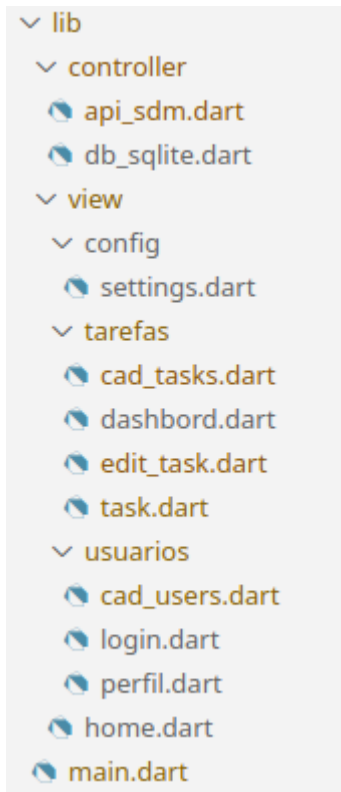 lib
controller
api_sdm.dart
db_sqlite.dart
view
config
settings.dart
tarefas
cad_tasks.dart
dashbord.dart
edit_task.dart
task.dart
usuarios
cad_users.dart
login.dart
perfil.dart
home.dart
main.dart